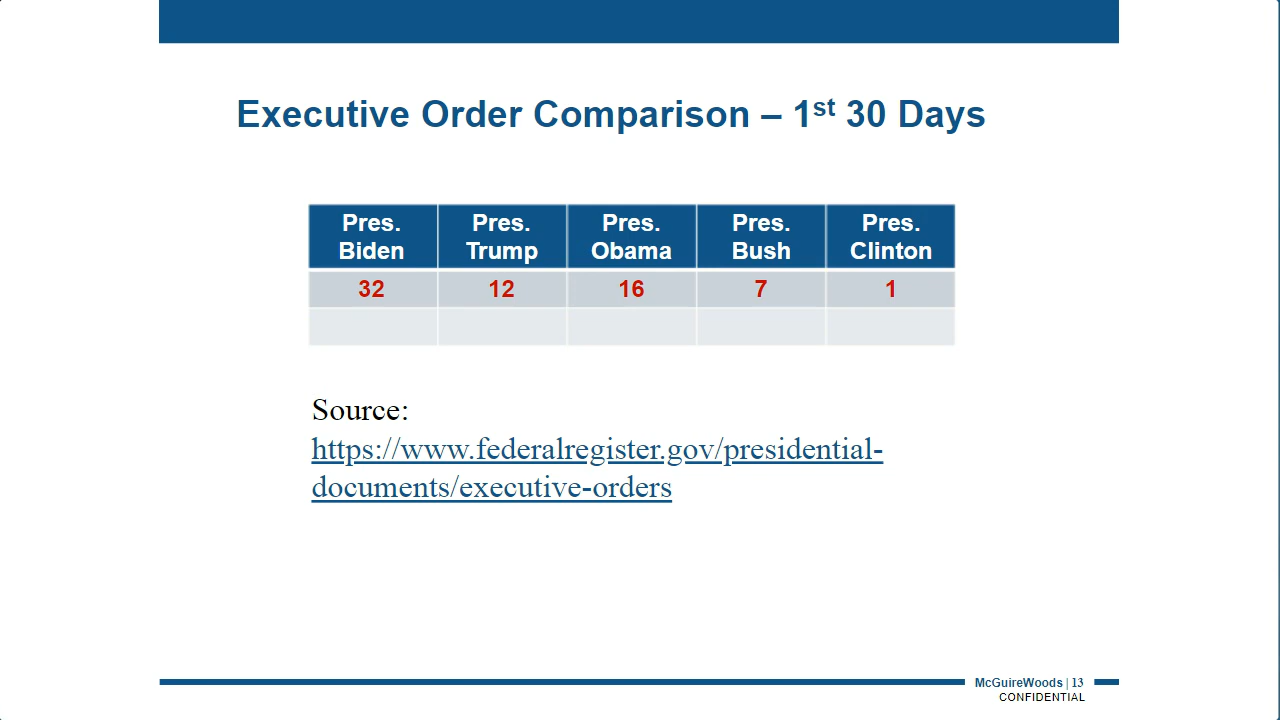 Executive Order Comparison – 1st 30 Days
Pres. Biden Pres. Trump Pres. Obama Pres. Bush Pres. Clinton
32 12 16 7 1
Source:
https://www.federalregister.gov/presidential-
documents/executive-orders
McGuireWoods | 13
CONFIDENTIAL